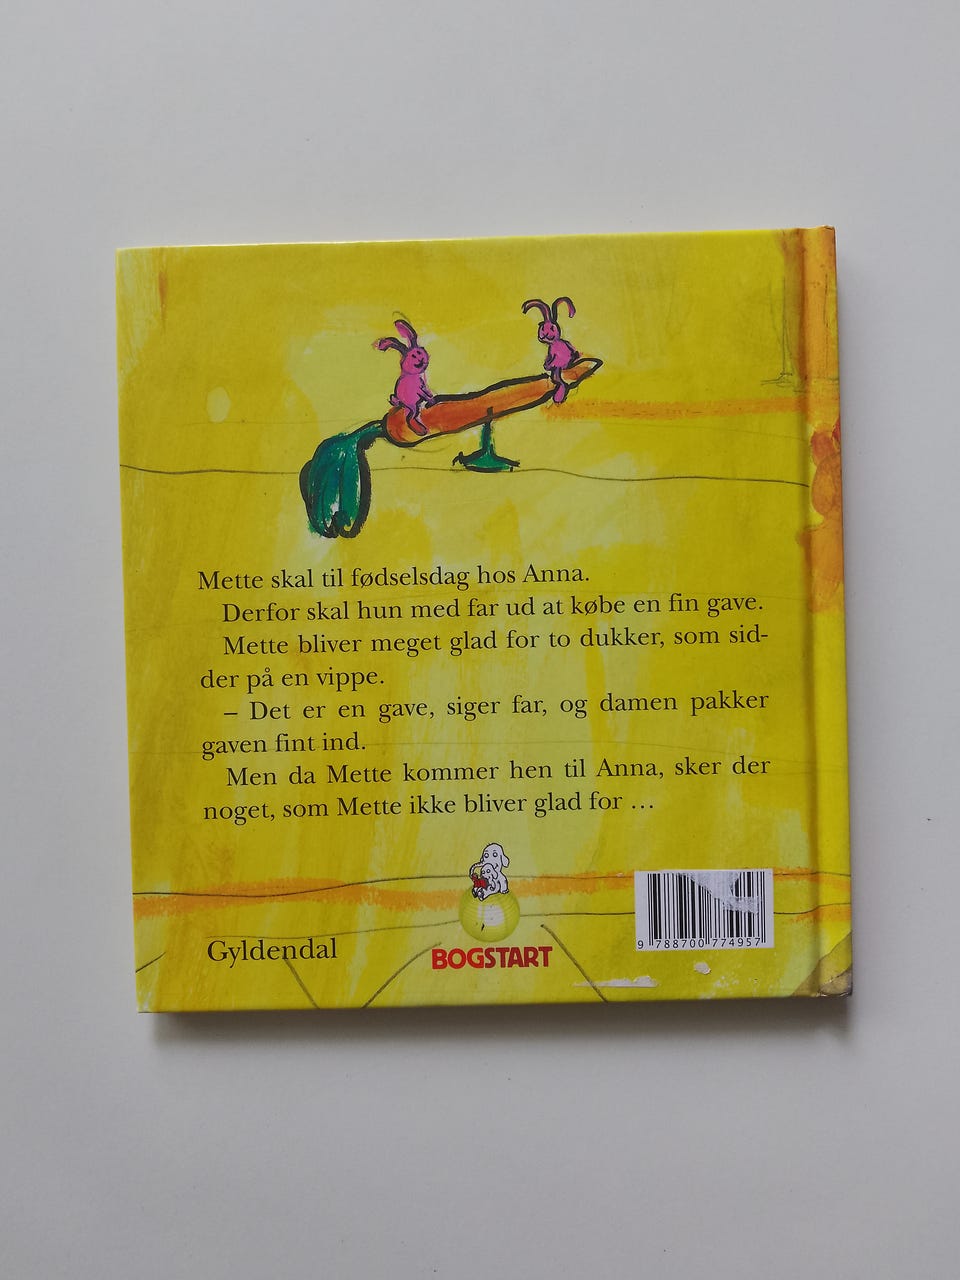 Mette skal til fødselsdag hos Anna.
Derfor skal hun med far ud at købe en fin gave.
Mette bliver meget glad for to dukker, som sid-
der på en vippe.
– Det er en gave, siger far, og damen pakker
gaven fint ind.
Men da Mette kommer hen til Anna, sker der
noget, som Mette ikke bliver glad for …
Gyldendal
BOGSTART
9 788700 774957